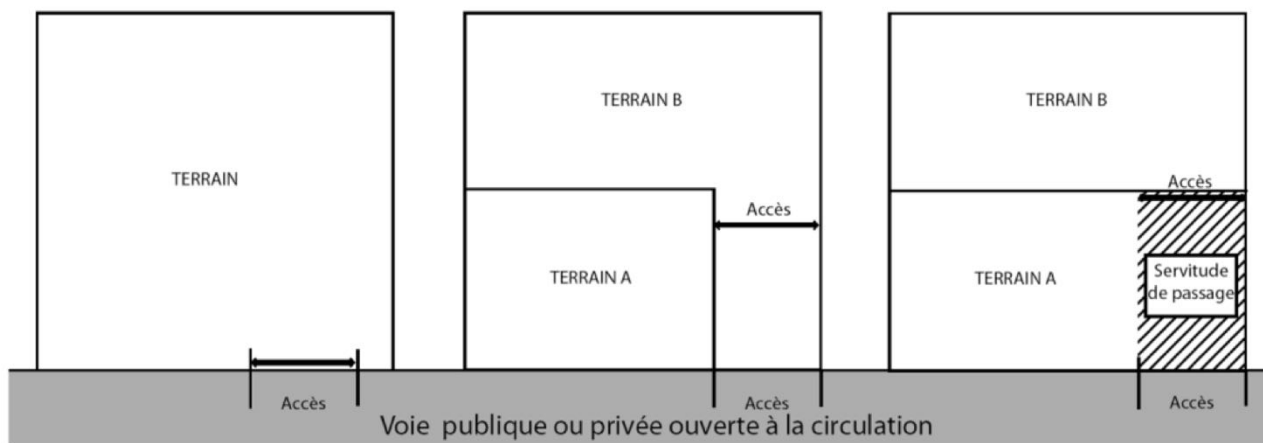 TERRAIN
Accès
TERRAIN B
Accès
TERRAIN A
Accès
TERRAIN B
Accès
TERRAIN A
Servitude
de passage
Accès
Voie publique ou privée ouverte à la circulation